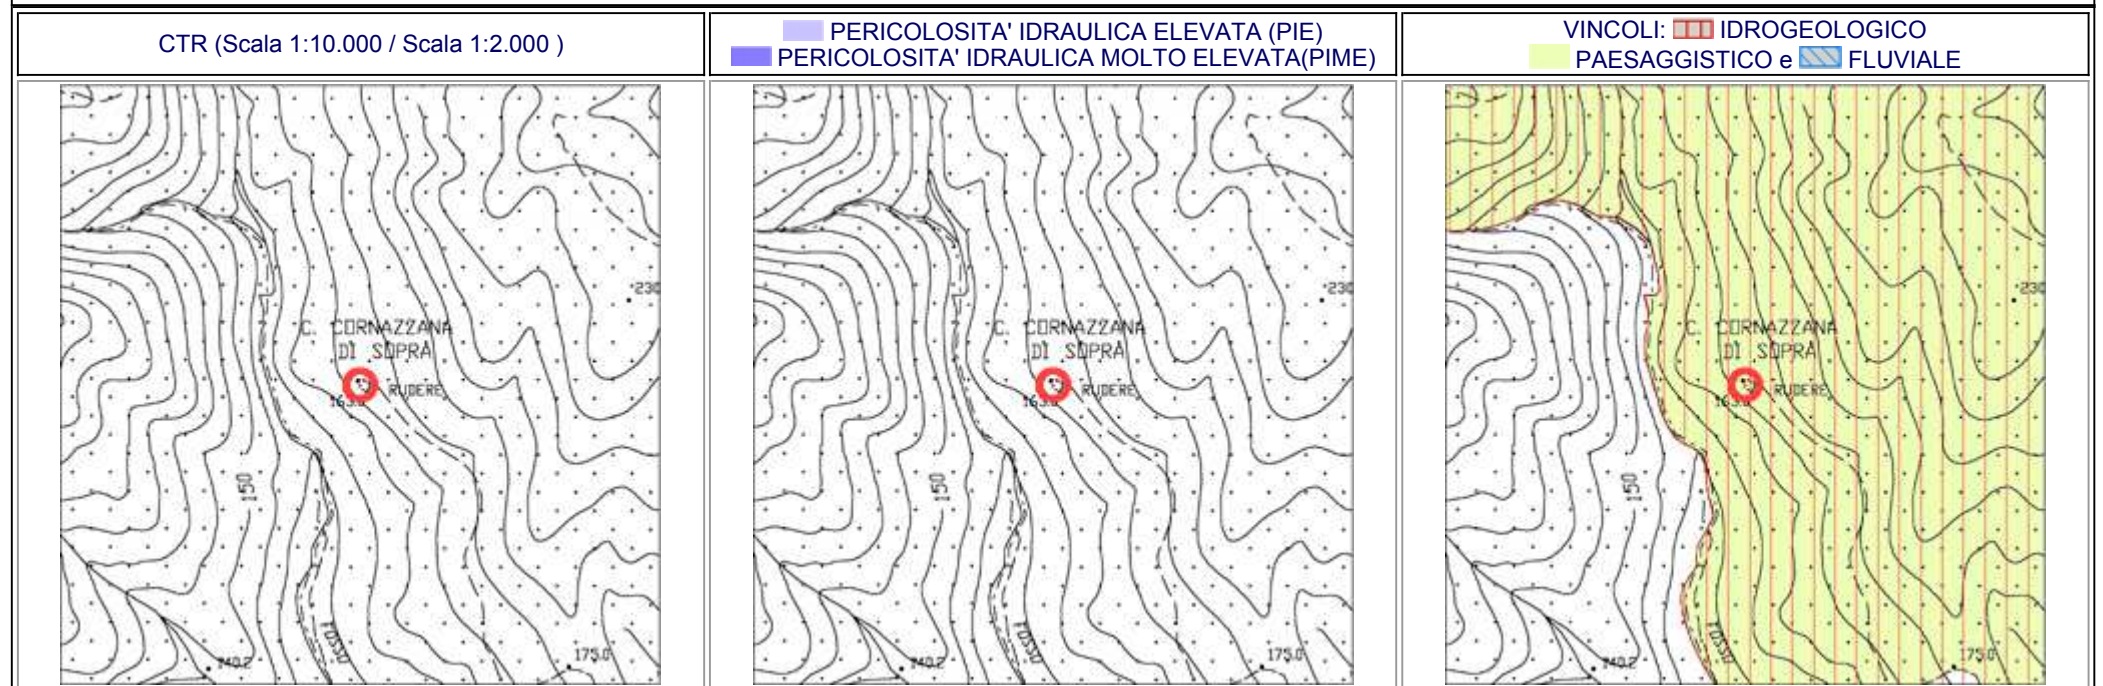 CTR (Scala 1:10.000 / Scala 1:2.000 )
PERICOLOSITA' IDRAULICA ELEVATA (PIE)
PERICOLOSITA' IDRAULICA MOLTO ELEVATA(PIME)
VINCOLI: IDROGEOLOGICO
PAESAGGISTICO e FLUVIALE
230
C. CORNAZZANA
DI SOPRA
RUDERE
150
FOSSO
140.2
175.0
230
C. CORNAZZANA
DI SOPRA
RUDERE
150
FOSSO
140.2
175.0
230
C. CORNAZZANA
DI SOPRA
RUDERE
150
FOSSO
140.2
175.0